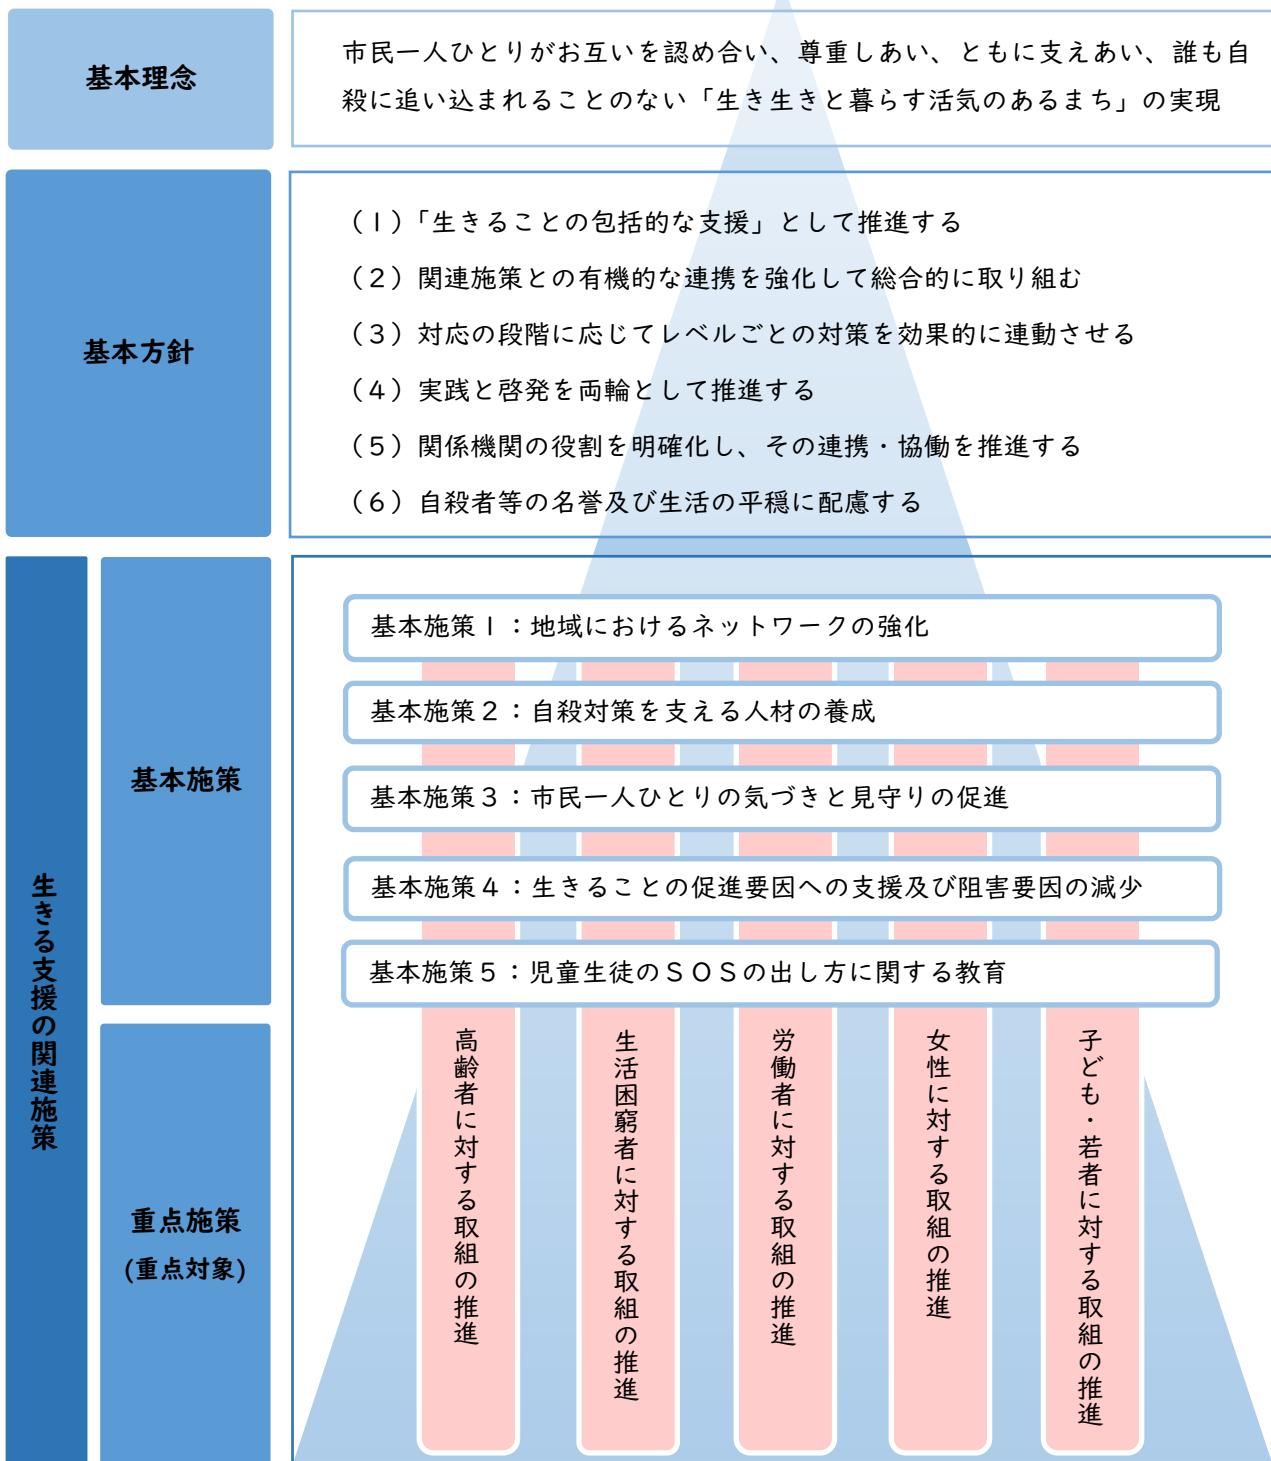 基本理念
市民一人ひとりがお互いを認め合い、尊重しあい、ともに支えあい、誰も自
殺に追い込まれることのない「生き生きと暮らす活気のあるまち」の実現
基本方針
（１）「生きることの包括的な支援」として推進する
（２）関連施策との有機的な連携を強化して総合的に取り組む
（３）対応の段階に応じてレベルごとの対策を効果的に連動させる
（４）実践と啓発を両輪として推進する
（５）関係機関の役割を明確化し、その連携・協働を推進する
（６）自殺者等の名誉及び生活の平穏に配慮する
生きる支援の関連施策
基本施策
基本施策１：地域におけるネットワークの強化
基本施策２：自殺対策を支える人材の養成
基本施策３：市民一人ひとりの気づきと見守りの促進
基本施策４：生きることの促進要因への支援及び阻害要因の減少
基本施策５：児童生徒のＳＯＳの出し方に関する教育
重点施策
(重点対象)
高齢者に対する取組の推進
生活困窮者に対する取組の推進
労働者に対する取組の推進
女性に対する取組の推進
子ども・若者に対する取組の推進